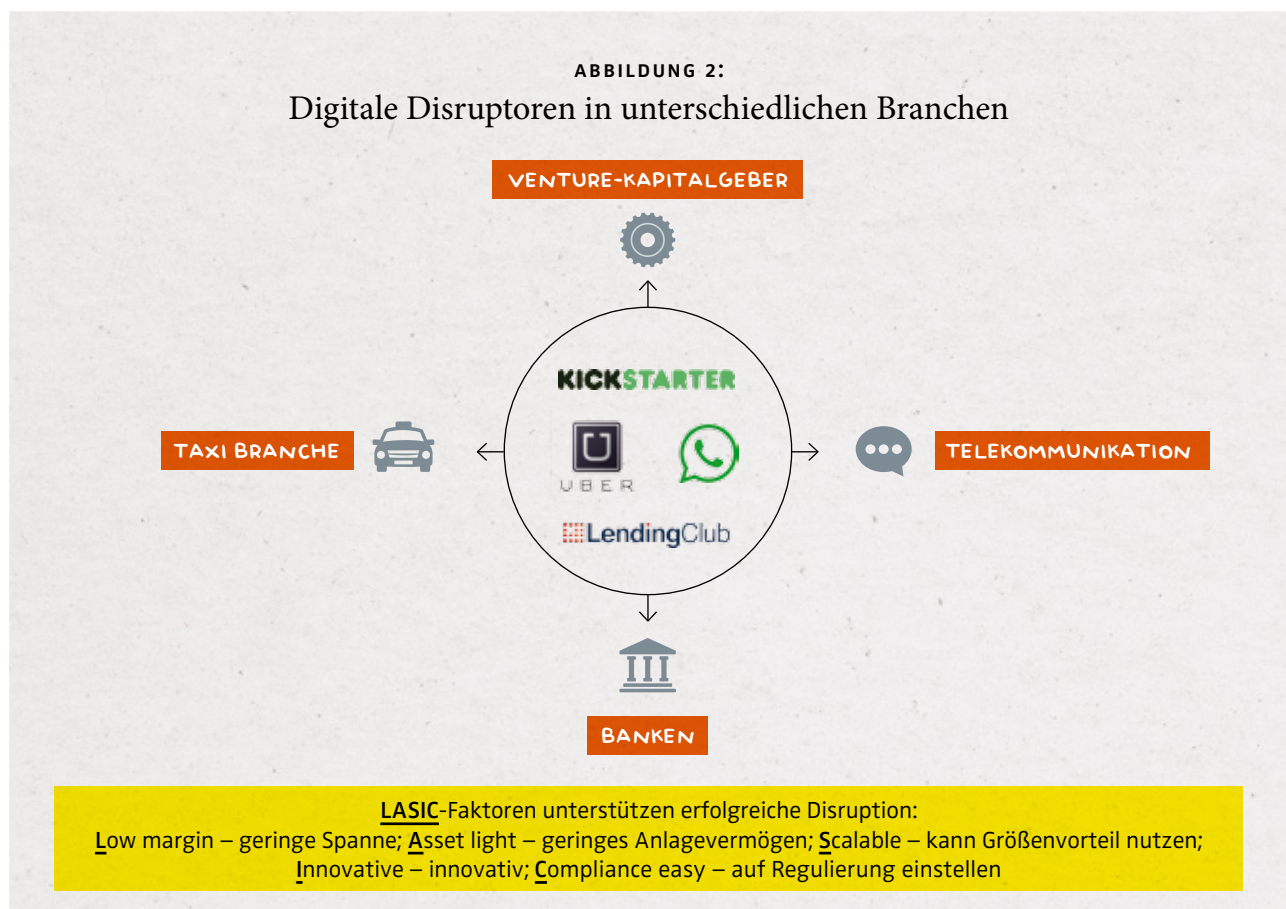 ABBILDUNG 2:
Digitale Disruptoren in unterschiedlichen Branchen
VENTURE-KAPITALGEBER
KICKSTARTER
TAXI BRANCHE
UBER
TELEKOMMUNIKATION
LendingClub
BANKEN
LASIC-Faktoren unterstützen erfolgreiche Disruption:
Low margin – geringe Spanne; Asset light – geringes Anlagevermögen; Scalable – kann Größenvorteil nutzen;
Innovative – innovativ; Compliance easy – auf Regulierung einstellen